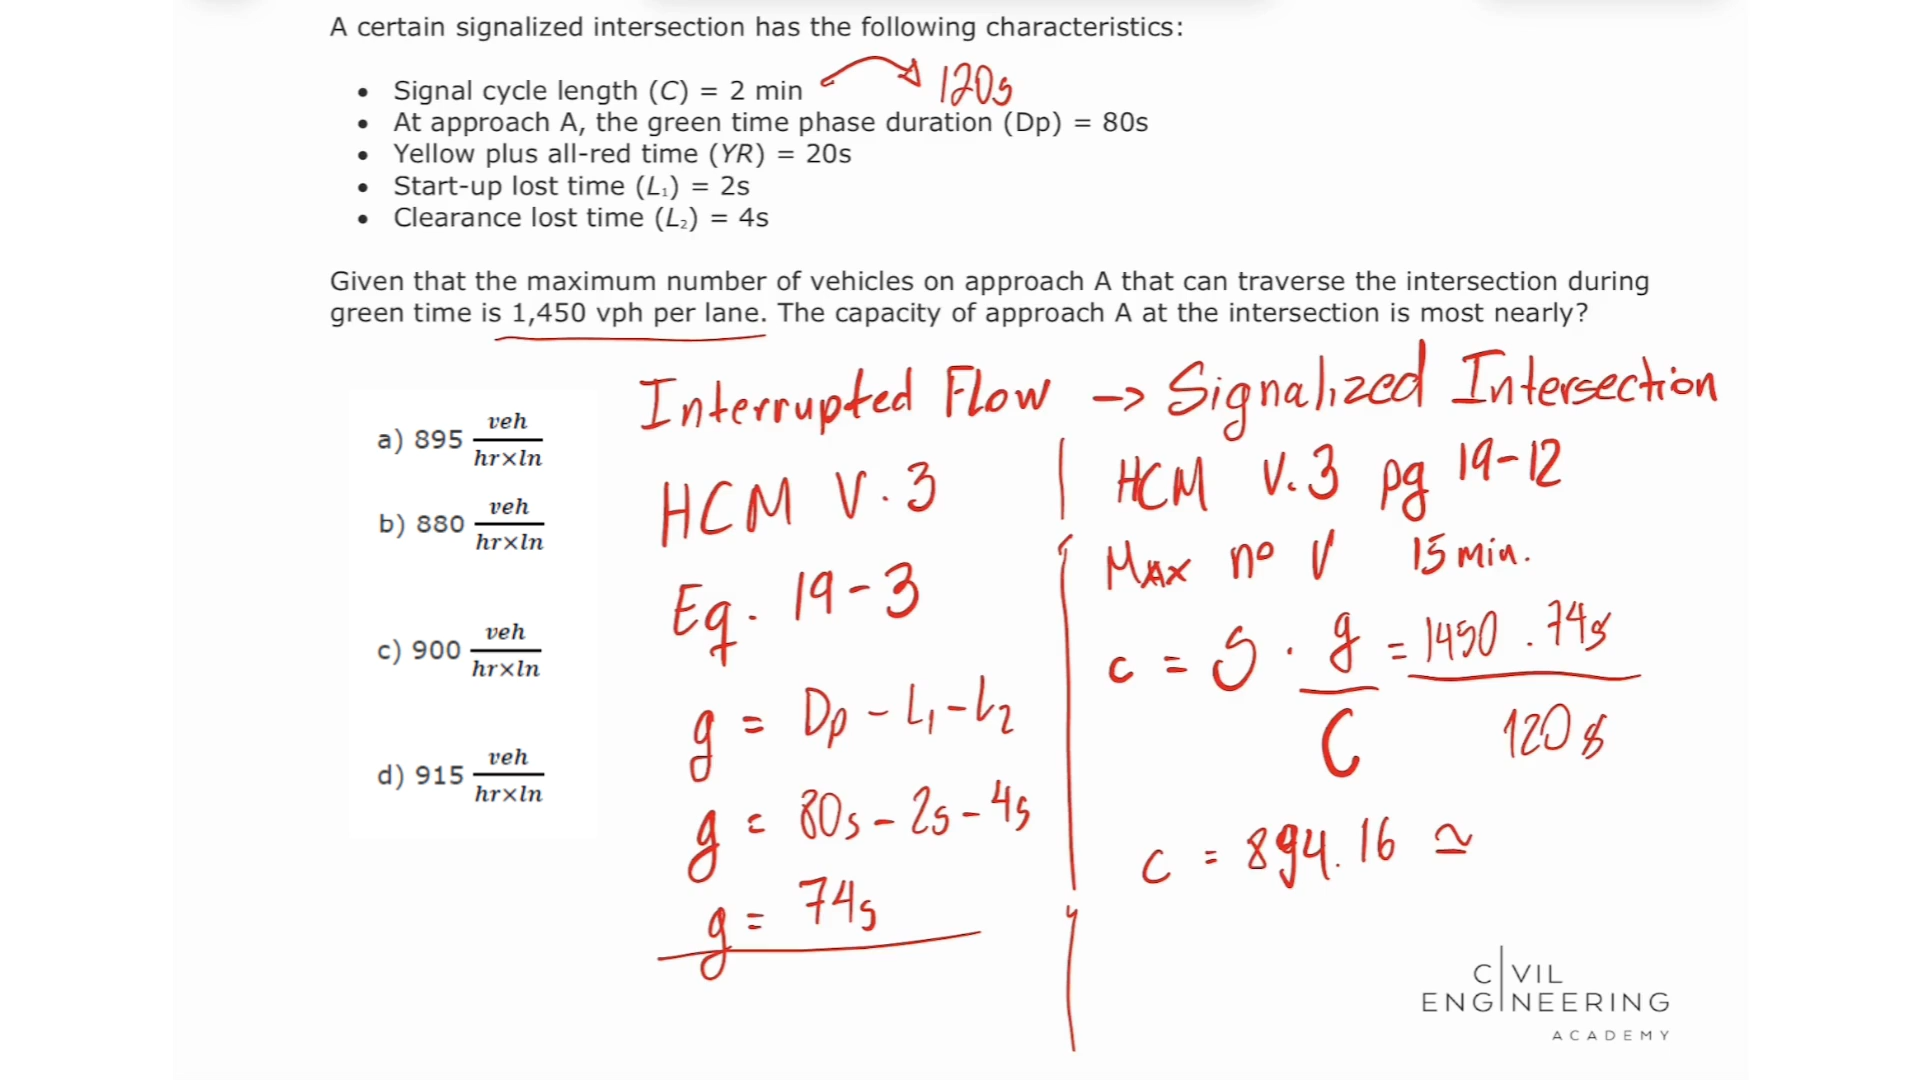 A certain signalized intersection has the following characteristics:
• Signal cycle length (C) = 2 min 120s
• At approach A, the green time phase duration (Dp) = 80s
• Yellow plus all-red time (YR) = 20s
• Start-up lost time (L₁) = 2s
• Clearance lost time (L₂) = 4s
Given that the maximum number of vehicles on approach A that can traverse the intersection during
green time is 1,450 vph per lane. The capacity of approach A at the intersection is most nearly?
a) 895 veh
hr×ln
b) 880 veh
hr×ln
c) 900 veh
hr×ln
d) 915 veh
hr×ln
Interrupted Flow -> Signalized Intersection
HCM V.3
Eq. 19-3
g = Dp - L₁ - L₂
g = 80s - 2s - 4s
g = 74s
HCM V.3 pg 19-12
Max nº V 15 min.
c = S · g = 1450 . 74s
C 120s
c = 894.16 ≃
CIVIL
ENGINEERING
ACADEMY